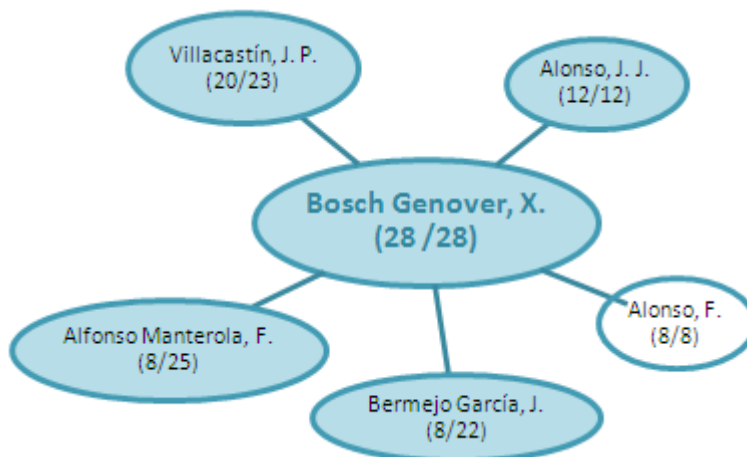 Villacastín, J. P.
(20/23)
Alonso, J. J.
(12/12)
Bosch Genover, X.
(28 /28)
Alonso, F.
(8/8)
Alfonso Manterola, F.
(8/25)
Bermejo García, J.
(8/22)